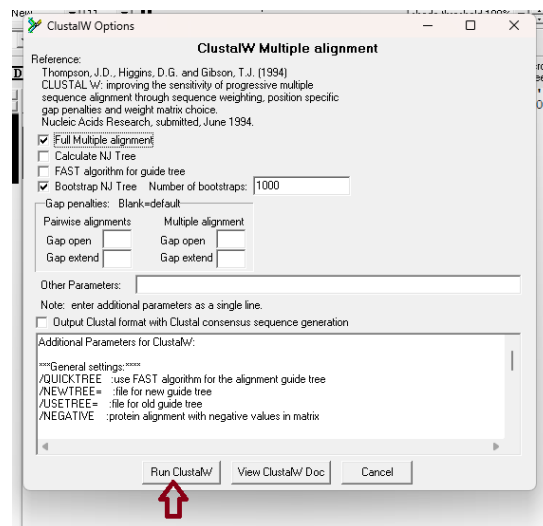 New
11
shade threshold 100%
ClustalW Options
ClustalW Multiple alignment
Reference:
Thompson, J.D., Higgins, D.G. and Gibson, T.J. (1994)
CLUSTAL W: improving the sensitivity of progressive multiple
sequence alignment through sequence weighting, position specific
gap penalties and weight matrix choice.
Nucleic Acids Research, submitted, June 1994.
Full Multiple alignment
Calculate NJ Tree
FAST algorithm for guide tree
Bootstrap NJ Tree Number of bootstraps: 1000
Gap penalties: Blank=default
Pairwise alignments Multiple alignment
Gap open Gap open
Gap extend Gap extend
Other Parameters:
Note: enter additional parameters as a single line.
Output Clustal format with Clustal consensus sequence generation
Additional Parameters for ClustalW:
***General settings:****
/QUICKTREE :use FAST algorithm for the alignment guide tree
/NEWTREE= :file for new guide tree
/USETREE= :file for old guide tree
/NEGATIVE :protein alignment with negative values in matrix
Run ClustalW View ClustalW Doc Cancel